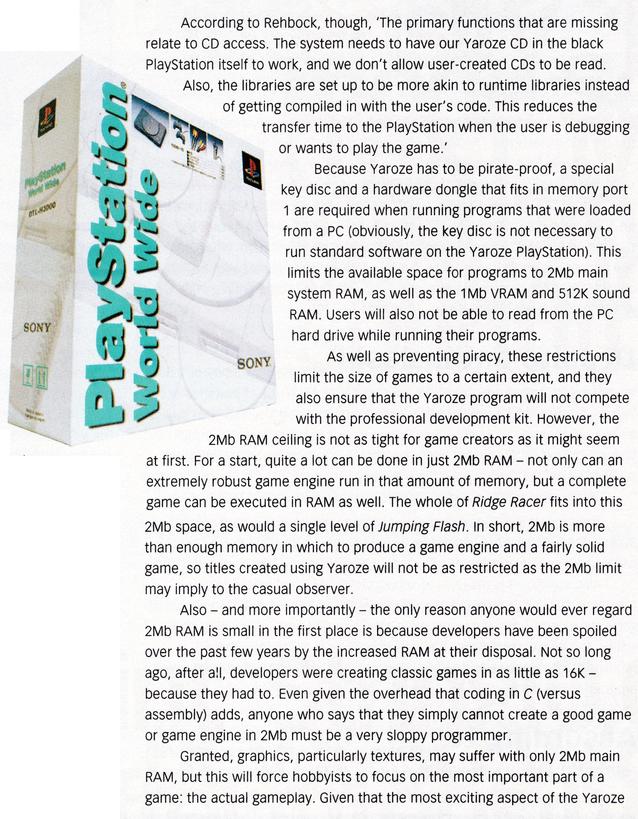 According to Rehbock, though, ‘The primary functions that are missing
relate to CD access. The system needs to have our Yaroze CD in the black
PlayStation itself to work, and we don’t allow user-created CDs to be read.
Also, the libraries are set up to be more akin to runtime libraries instead
of getting compiled in with the user’s code. This reduces the
transfer time to the PlayStation when the user is debugging
or wants to play the game.’
Because Yaroze has to be pirate-proof, a special
key disc and a hardware dongle that fits in memory port
1 are required when running programs that were loaded
from a PC (obviously, the key disc is not necessary to
run standard software on the Yaroze PlayStation). This
limits the available space for programs to 2Mb main
system RAM, as well as the 1Mb VRAM and 512K sound
RAM. Users will also not be able to read from the PC
hard drive while running their programs.
As well as preventing piracy, these restrictions
limit the size of games to a certain extent, and they
also ensure that the Yaroze program will not compete
with the professional development kit. However, the
2Mb RAM ceiling is not as tight for game creators as it might seem
at first. For a start, quite a lot can be done in just 2Mb RAM – not only can an
extremely robust game engine run in that amount of memory, but a complete
game can be executed in RAM as well. The whole of Ridge Racer fits into this
2Mb space, as would a single level of Jumping Flash. In short, 2Mb is more
than enough memory in which to produce a game engine and a fairly solid
game, so titles created using Yaroze will not be as restricted as the 2Mb limit
may imply to the casual observer.
Also – and more importantly – the only reason anyone would ever regard
2Mb RAM is small in the first place is because developers have been spoiled
over the past few years by the increased RAM at their disposal. Not so long
ago, after all, developers were creating classic games in as little as 16K –
because they had to. Even given the overhead that coding in C (versus
assembly) adds, anyone who says that they simply cannot create a good game
or game engine in 2Mb must be a very sloppy programmer.
Granted, graphics, particularly textures, may suffer with only 2Mb main
RAM, but this will force hobbyists to focus on the most important part of a
game: the actual gameplay. Given that the most exciting aspect of the Yaroze
PlayStation
World Wide
SONY
PlayStation
World Wide
DTL-H3000
SONY